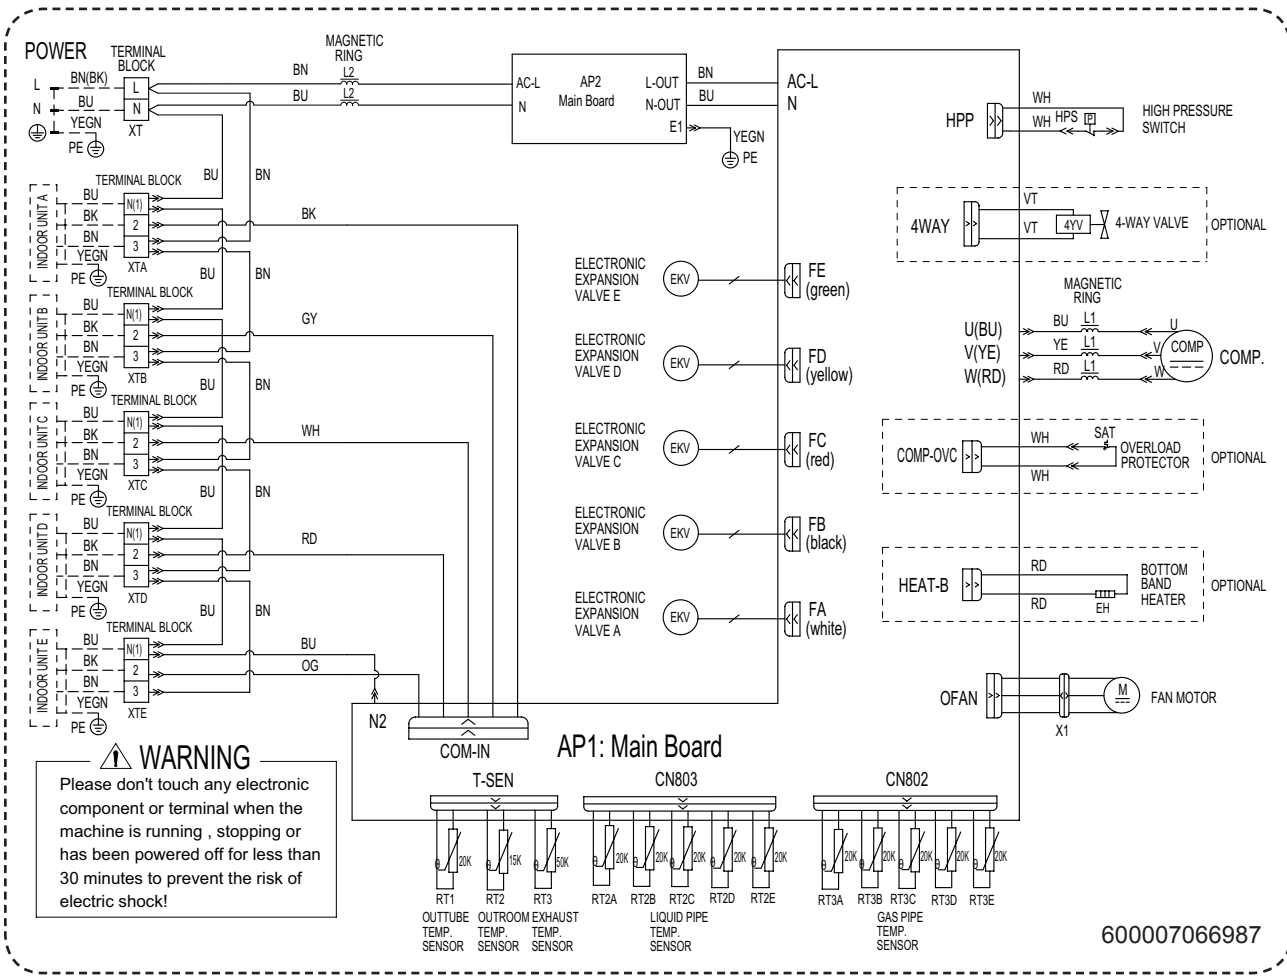 POWER
TERMINAL
BLOCK
L
BN(BK)
L
N
BU
N
YEGN
XT
PE
MAGNETIC
RING
BN
L2
BU
L2
AC-L
AP2
L-OUT
N
Main Board
N-OUT
E1
BN
BU
YEGN
PE
AC-L
N
BU
BN
INDOOR UNIT A
TERMINAL BLOCK
BU
N(1)
BK
2
BN
3
YEGN
XTA
PE
BK
BU
BN
INDOOR UNIT B
TERMINAL BLOCK
BU
N(1)
BK
2
BN
3
YEGN
XTB
PE
GY
BU
BN
INDOOR UNIT C
TERMINAL BLOCK
BU
N(1)
BK
2
BN
3
YEGN
XTC
PE
WH
BU
BN
INDOOR UNIT D
TERMINAL BLOCK
BU
N(1)
BK
2
BN
3
YEGN
XTD
PE
RD
BU
BN
INDOOR UNIT E
TERMINAL BLOCK
BU
N(1)
BK
2
BN
3
YEGN
XTE
PE
BU
OG
N2
COM-IN
AP1: Main Board
ELECTRONIC
EXPANSION
VALVE E
EKV
FE
(green)
ELECTRONIC
EXPANSION
VALVE D
EKV
FD
(yellow)
ELECTRONIC
EXPANSION
VALVE C
EKV
FC
(red)
ELECTRONIC
EXPANSION
VALVE B
EKV
FB
(black)
ELECTRONIC
EXPANSION
VALVE A
EKV
FA
(white)
HPP
WH
WH
HPS
P
HIGH PRESSURE
SWITCH
4WAY
VT
VT
4YV
4-WAY VALVE
OPTIONAL
MAGNETIC
RING
U(BU)
BU
L1
U
V(YE)
YE
L1
V
W(RD)
RD
L1
W
COMP
COMP.
COMP-OVC
WH
SAT
WH
OVERLOAD
PROTECTOR
OPTIONAL
HEAT-B
RD
RD
EH
BOTTOM
BAND
HEATER
OPTIONAL
OFAN
X1
M
FAN MOTOR
WARNING
Please don't touch any electronic
component or terminal when the
machine is running , stopping or
has been powered off for less than
30 minutes to prevent the risk of
electric shock!
T-SEN
θ
20K
θ
15K
θ
50K
RT1
RT2
RT3
OUTTUBE
TEMP.
SENSOR
OUTROOM
TEMP.
SENSOR
EXHAUST
TEMP.
SENSOR
CN803
θ
20K
θ
20K
θ
20K
θ
20K
θ
20K
RT2A
RT2B
RT2C
RT2D
RT2E
LIQUID PIPE
TEMP.
SENSOR
CN802
θ
20K
θ
20K
θ
20K
θ
20K
θ
20K
RT3A
RT3B
RT3C
RT3D
RT3E
GAS PIPE
TEMP.
SENSOR
600007066987